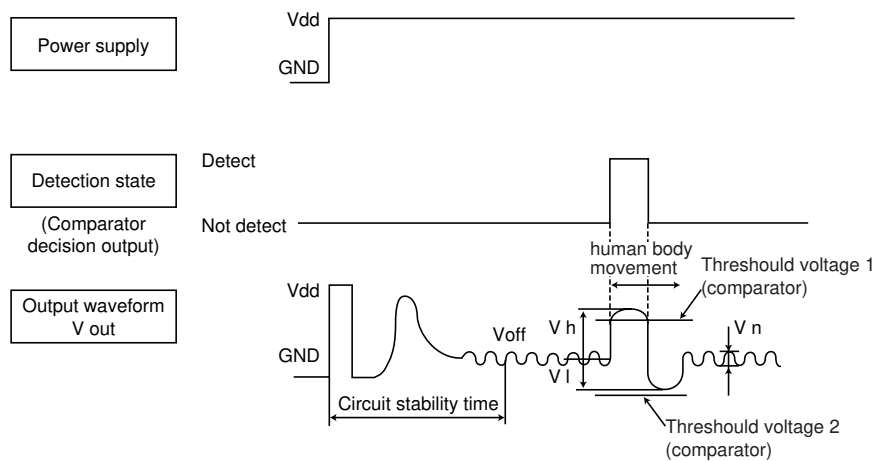 Power supply
Vdd
GND
Detection state
(Comparator
decision output)
Detect
Not detect
human body
movement
Threshould voltage 1
(comparator)
Output waveform
V out
Vdd
GND
Voff
V h
V l
V n
Circuit stability time
Threshould voltage 2
(comparator)